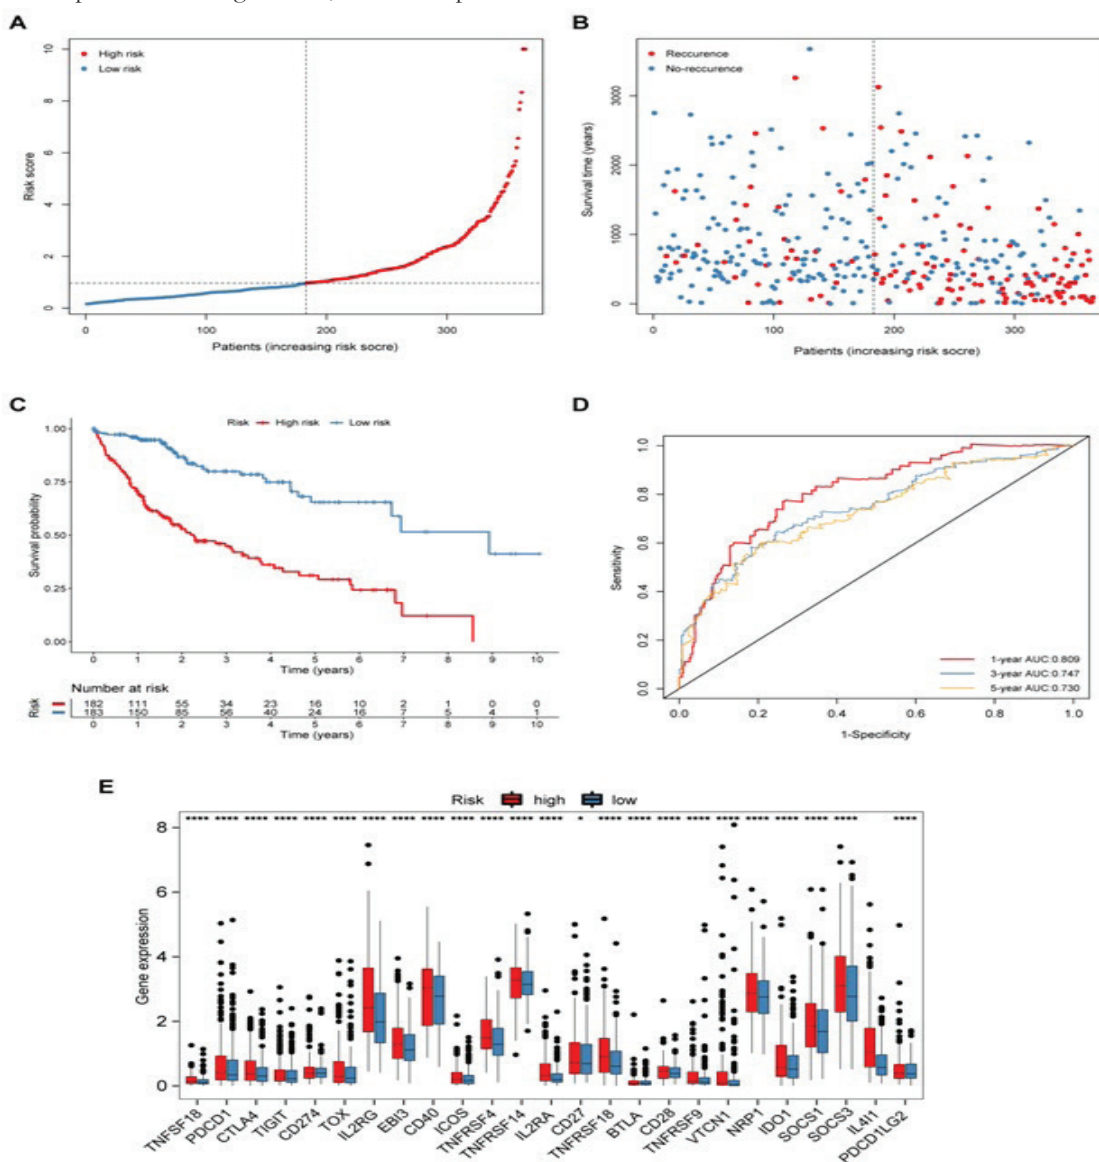 A
High risk
Low risk
10
8
6
4
2
0
Risk score
0 100 200 300
Patients (increasing risk socre)
B
Reccurence
No-reccurence
3000
2000
1000
0
Survival time (years)
0 100 200 300
Patients (increasing risk socre)
C
Risk High risk Low risk
1.00
0.75
0.50
0.25
0.00
Survival probability
0 1 2 3 4 5 6 7 8 9 10
Time (years)
Number at risk
Risk
182 111 55 34 23 16 10 2 1 0 0
183 150 85 56 40 24 16 7 5 4 1
0 1 2 3 4 5 6 7 8 9 10
Time (years)
D
1.0
0.8
0.6
0.4
0.2
0.0
Sensitivity
1-year AUC:0.809
3-year AUC:0.747
5-year AUC:0.730
0.0 0.2 0.4 0.6 0.8 1.0
1-Specificity
E
Risk high low
**** **** **** **** **** **** **** **** **** **** **** **** **** * **** **** **** **** **** **** **** **** **** ****
8
6
4
2
0
Gene expression
TNFSF18 PDCD1 CTLA4 TIGIT CD274 TOX IL2RG EBI3 CD40 ICOS TNFRSF4 TNFRSF14 IL2RA CD27 TNFRSF18 BTLA CD28 TNFRSF9 VTCN1 NRP1 IDO1 SOCS1 SOCS3 IL4I1 PDCD1LG2